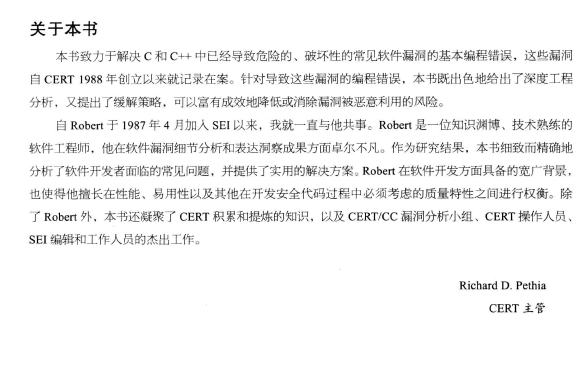 关于本书
本书致力于解决 C 和 C++ 中已经导致危险的、破坏性的常见软件漏洞的基本编程错误，这些漏洞
自 CERT 1988 年创立以来就记录在案。针对导致这些漏洞的编程错误，本书既出色地给出了深度工程
分析，又提出了缓解策略，可以富有成效地降低或消除漏洞被恶意利用的风险。
自 Robert 于 1987 年 4 月加入 SEI 以来，我就一直与他共事。Robert 是一位知识渊博、技术熟练的
软件工程师，他在软件漏洞细节分析和表达洞察成果方面卓尔不凡。作为研究结果，本书细致而精确地
分析了软件开发者面临的常见问题，并提供了实用的解决方案。Robert 在软件开发方面具备的宽广背景，
也使得他擅长在性能、易用性以及其他在开发安全代码过程中必须考虑的质量特性之间进行权衡。除
了 Robert 外，本书还凝聚了 CERT 积累和提炼的知识，以及 CERT/CC 漏洞分析小组、CERT 操作人员、
SEI 编辑和工作人员的杰出工作。
Richard D. Pethia
CERT 主管